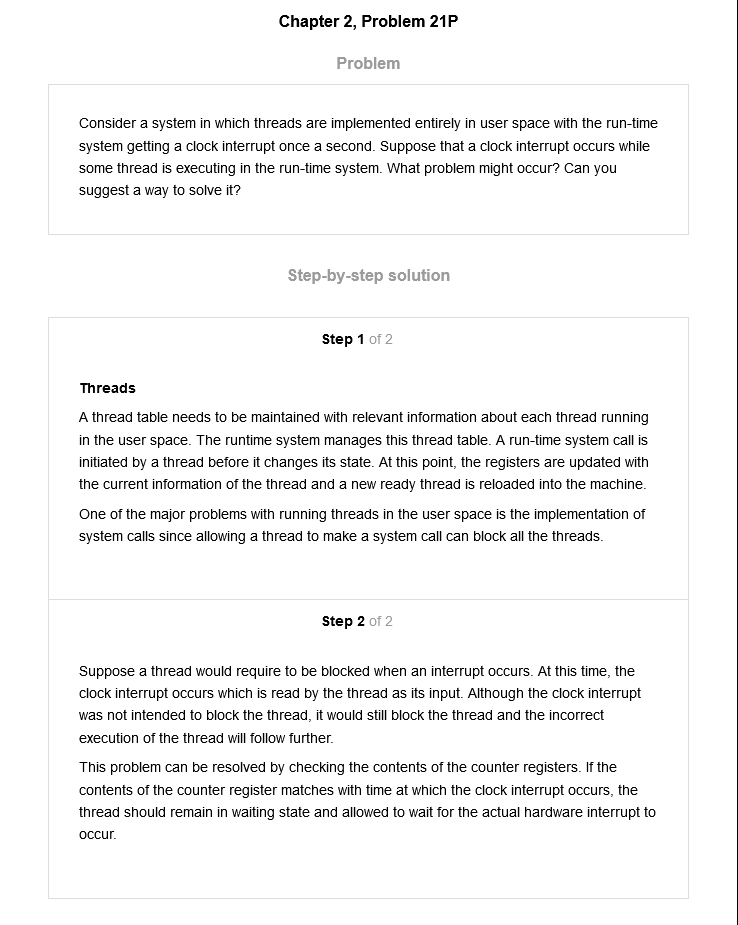 Chapter 2, Problem 21P
Problem
Consider a system in which threads are implemented entirely in user space with the run-time
system getting a clock interrupt once a second. Suppose that a clock interrupt occurs while
some thread is executing in the run-time system. What problem might occur? Can you
suggest a way to solve it?
Step-by-step solution
Step 1 of 2
Threads
A thread table needs to be maintained with relevant information about each thread running
in the user space. The runtime system manages this thread table. A run-time system call is
initiated by a thread before it changes its state. At this point, the registers are updated with
the current information of the thread and a new ready thread is reloaded into the machine.
One of the major problems with running threads in the user space is the implementation of
system calls since allowing a thread to make a system call can block all the threads.
Step 2 of 2
Suppose a thread would require to be blocked when an interrupt occurs. At this time, the
clock interrupt occurs which is read by the thread as its input. Although the clock interrupt
was not intended to block the thread, it would still block the thread and the incorrect
execution of the thread will follow further.
This problem can be resolved by checking the contents of the counter registers. If the
contents of the counter register matches with time at which the clock interrupt occurs, the
thread should remain in waiting state and allowed to wait for the actual hardware interrupt to
occur.